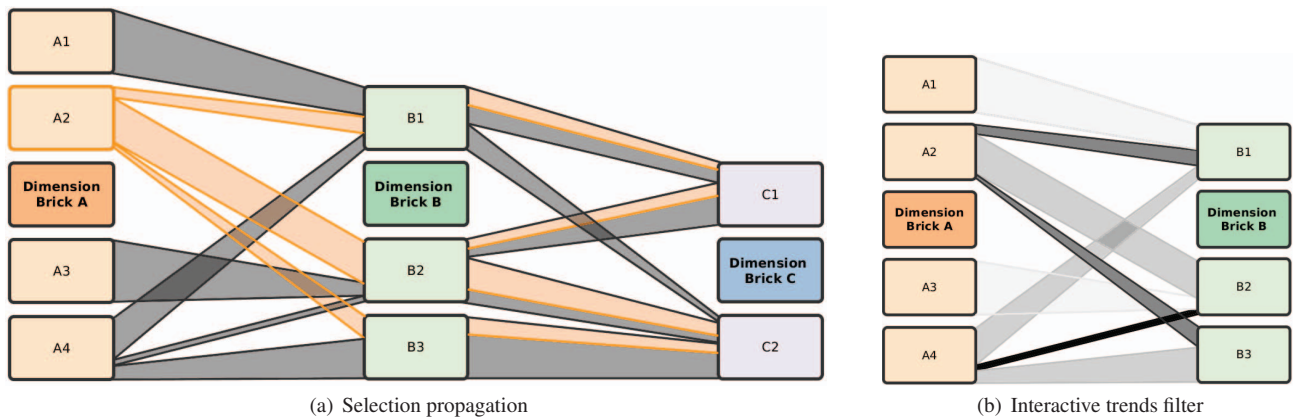 A1
A2
Dimension
Brick A
A3
A4
B1
Dimension
Brick B
B2
B3
C1
Dimension
Brick C
C2
(a) Selection propagation
A1
A2
Dimension
Brick A
A3
A4
B1
Dimension
Brick B
B2
B3
(b) Interactive trends filter